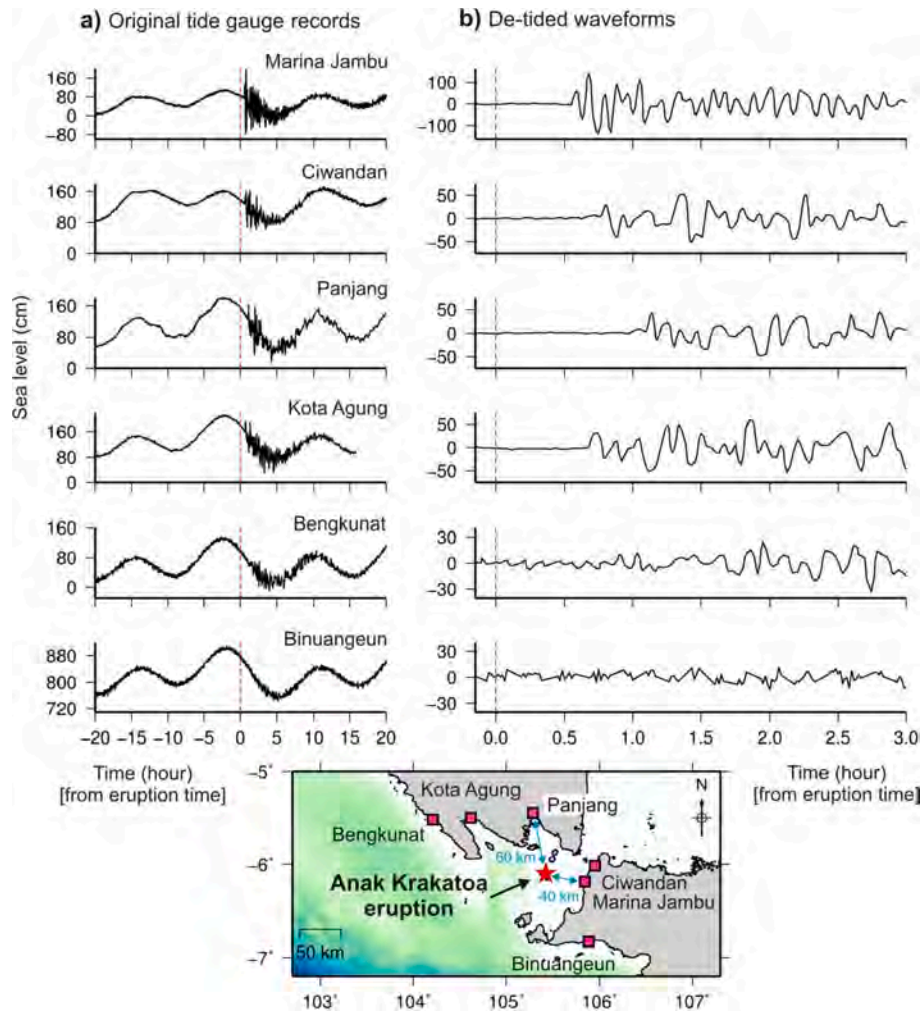 a) Original tide gauge records
b) De-tided waveforms
Sea level (cm)
Marina Jambu
160
80
0
−80
100
0
−100
Ciwandan
160
80
0
50
0
−50
Panjang
160
80
0
50
0
−50
Kota Agung
160
80
0
50
0
−50
Bengkunat
160
80
0
30
0
−30
Binuangeun
880
800
720
30
0
−30
−20 −15 −10 −5 0 5 10 15 20
0.0 0.5 1.0 1.5 2.0 2.5 3.0
Time (hour)
[from eruption time]
Time (hour)
[from eruption time]
−5°
−6°
−7°
Kota Agung
Panjang
N
Bengkunat
60 km
Anak Krakatoa
eruption
40 km
Ciwandan
Marina Jambu
50 km
Binuangeun
103° 104° 105° 106° 107°